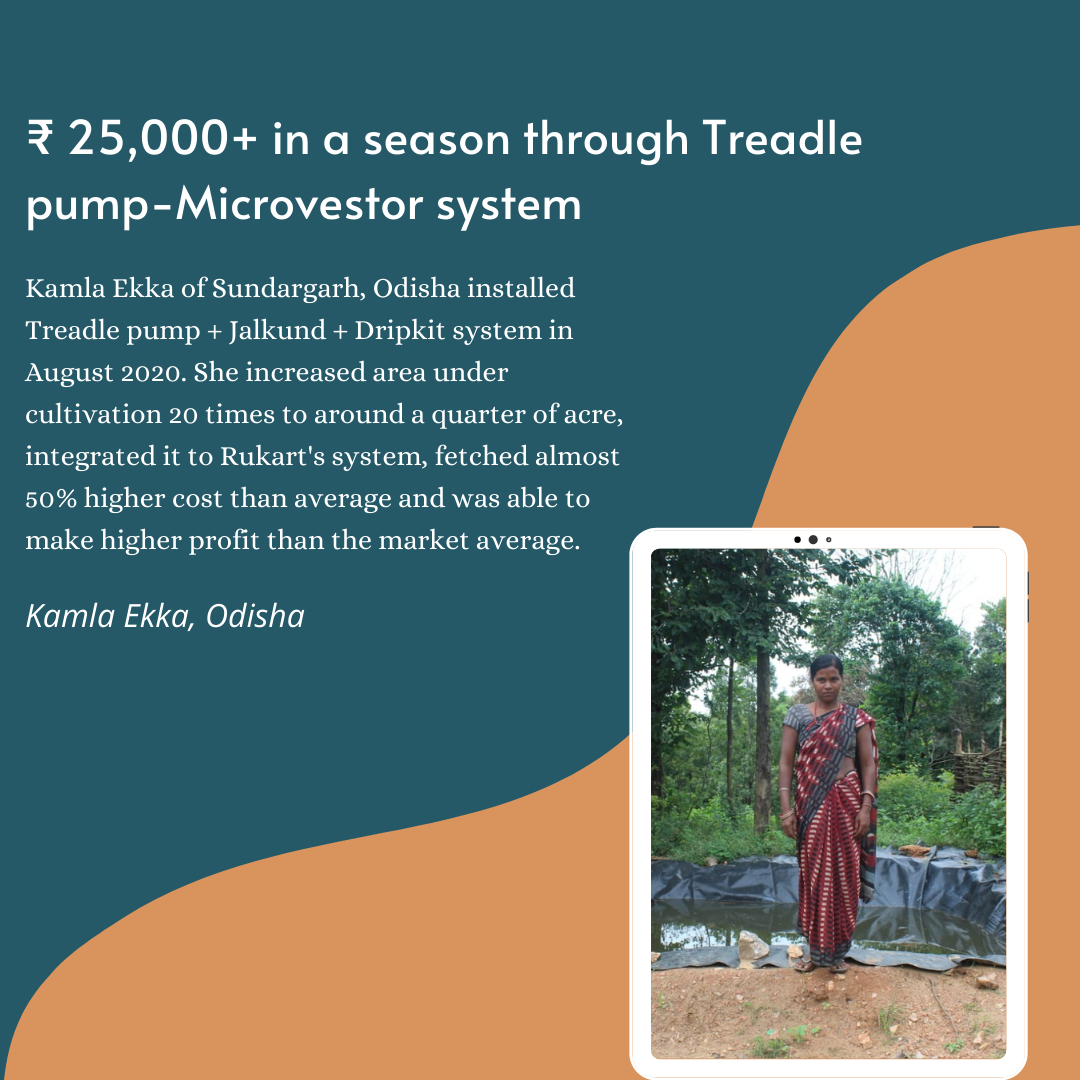 ₹ 25,000+ in a season through Treadle
pump-Microvestor system
Kamla Ekka of Sundargarh, Odisha installed
Treadle pump + Jalkund + Dripkit system in
August 2020. She increased area under
cultivation 20 times to around a quarter of acre,
integrated it to Rukart's system, fetched almost
50% higher cost than average and was able to
make higher profit than the market average.
Kamla Ekka, Odisha